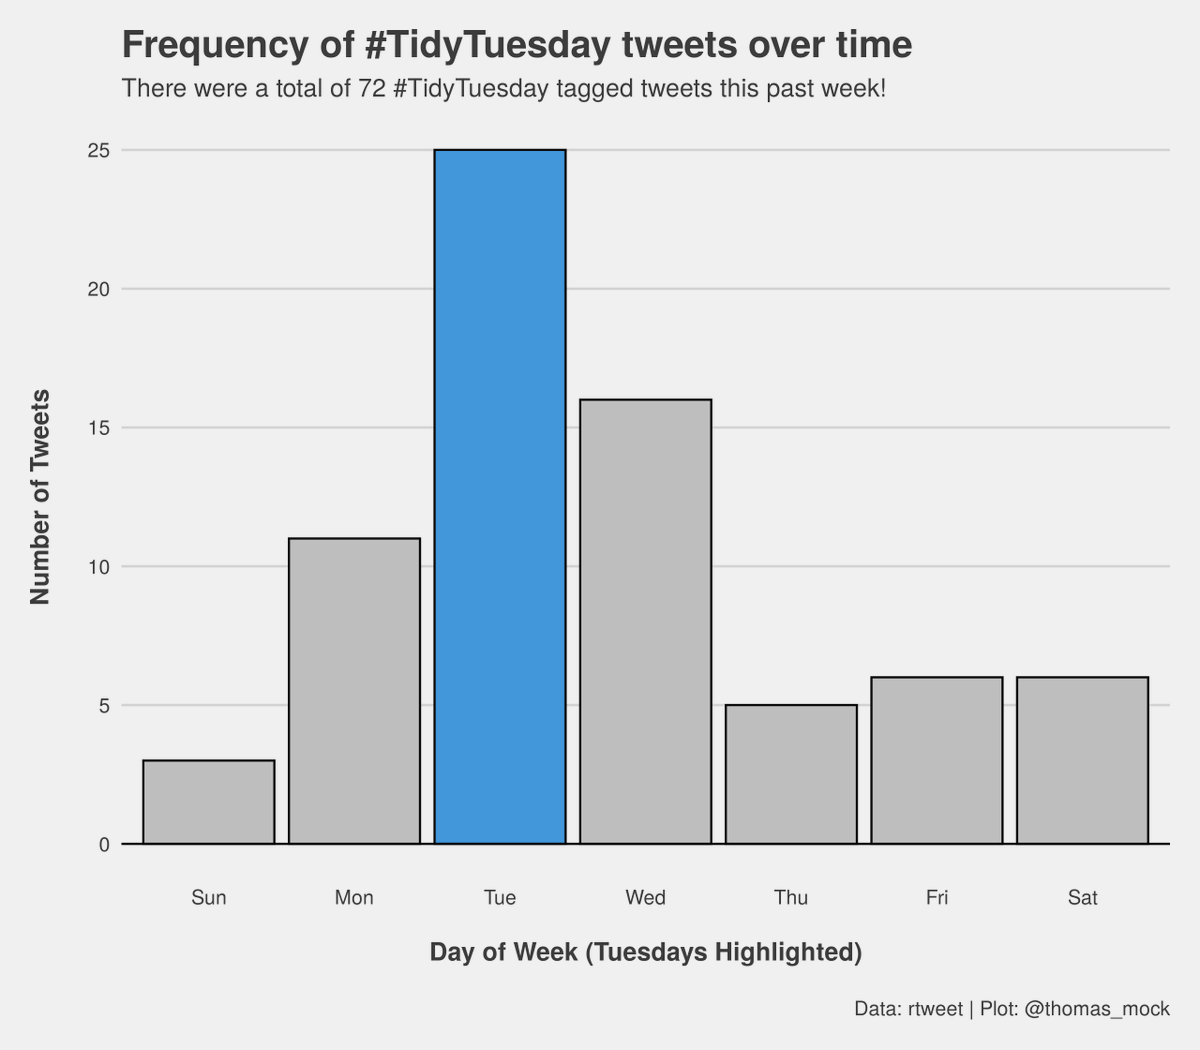 Frequency of #TidyTuesday tweets over time
There were a total of 72 #TidyTuesday tagged tweets this past week!
25
20
15
10
5
0
Number of Tweets
Sun Mon Tue Wed Thu Fri Sat
Day of Week (Tuesdays Highlighted)
Data: rtweet | Plot: @thomas_mock